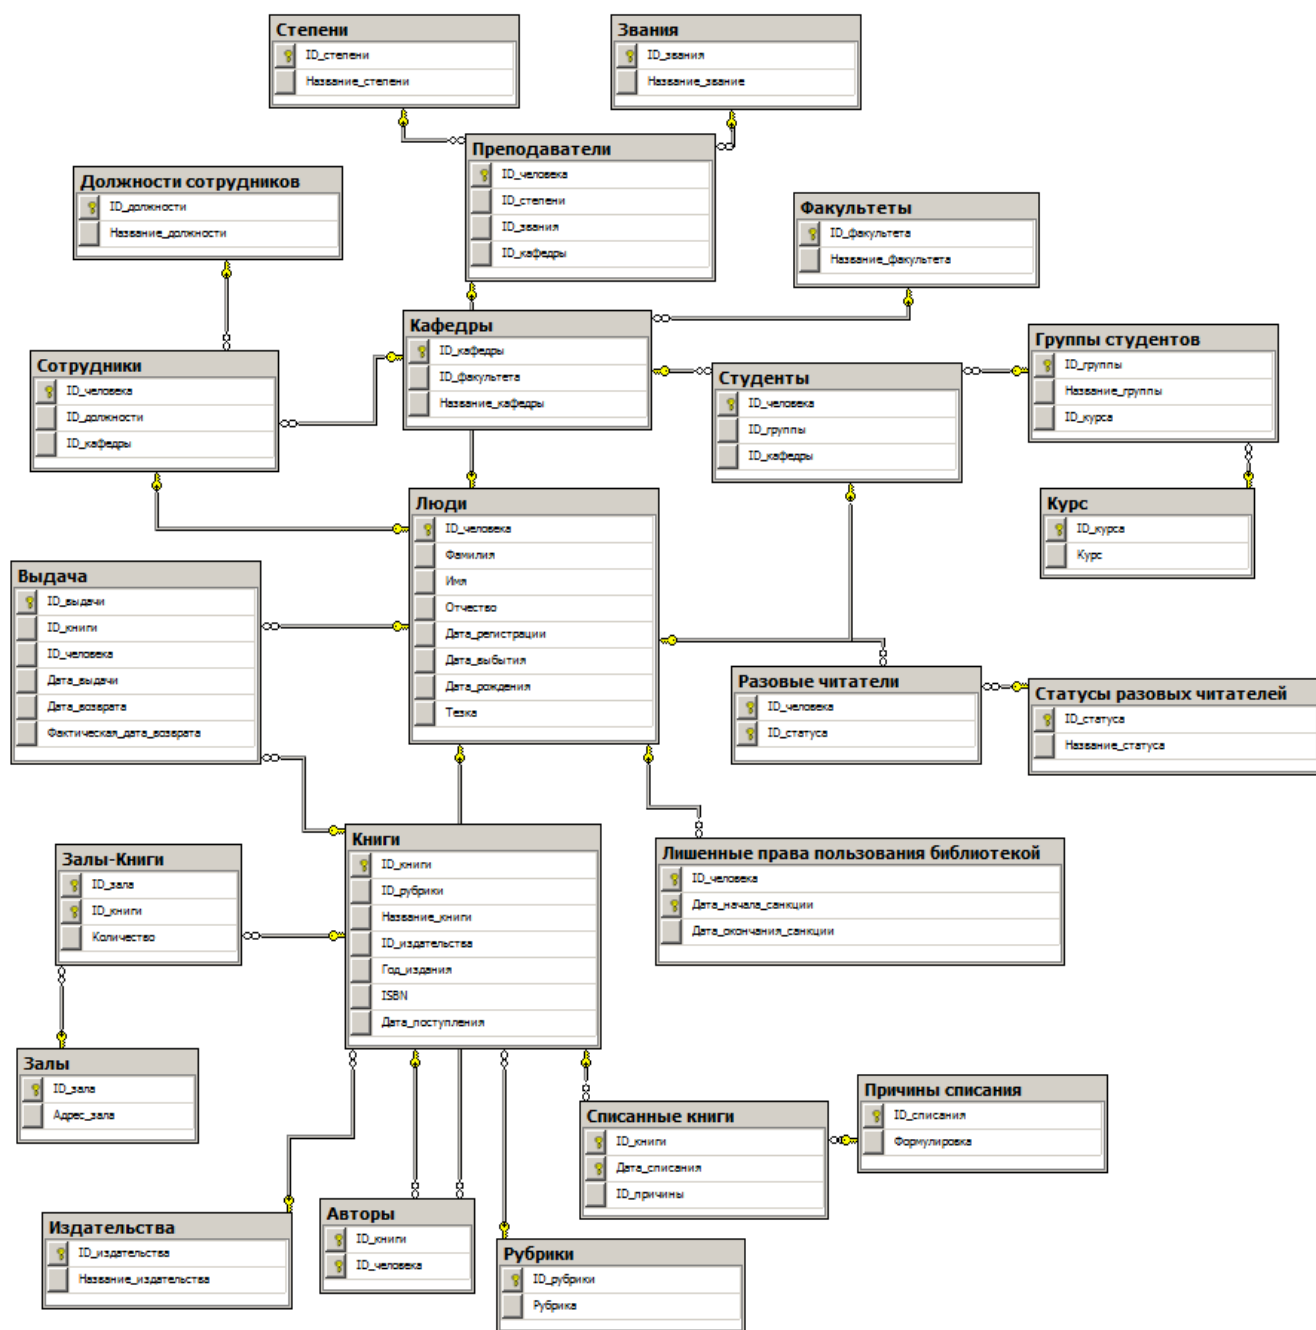 Степени
ID_степени
Название_степени
Звания
ID_звания
Название_звание
Преподаватели
ID_человека
ID_степени
ID_звания
ID_кафедры
Должности сотрудников
ID_должности
Название_должности
Факультеты
ID_факультета
Название_факультета
Кафедры
ID_кафедры
ID_факультета
Название_кафедры
Группы студентов
ID_группы
Название_группы
ID_курса
Сотрудники
ID_человека
ID_должности
ID_кафедры
Студенты
ID_человека
ID_группы
ID_кафедры
Курс
ID_курса
Курс
Люди
ID_человека
Фамилия
Имя
Отчество
Дата_регистрации
Дата_выбытия
Дата_рождения
Тезка
Выдача
ID_выдачи
ID_книги
ID_человека
Дата_выдачи
Дата_возврата
Фактическая_дата_возврата
Разовые читатели
ID_человека
ID_статуса
Статусы разовых читателей
ID_статуса
Название_статуса
Книги
ID_книги
ID_рубрики
Название_книги
ID_издательства
Год_издания
ISBN
Дата_поступления
Залы-Книги
ID_зала
ID_книги
Количество
Лишенные права пользования библиотекой
ID_человека
Дата_начала_санкции
Дата_окончания_санкции
Залы
ID_зала
Адрес_зала
Списанные книги
ID_книги
Дата_списания
ID_причины
Причины списания
ID_списания
Формулировка
Издательства
ID_издательства
Название_издательства
Авторы
ID_книги
ID_человека
Рубрики
ID_рубрики
Рубрика